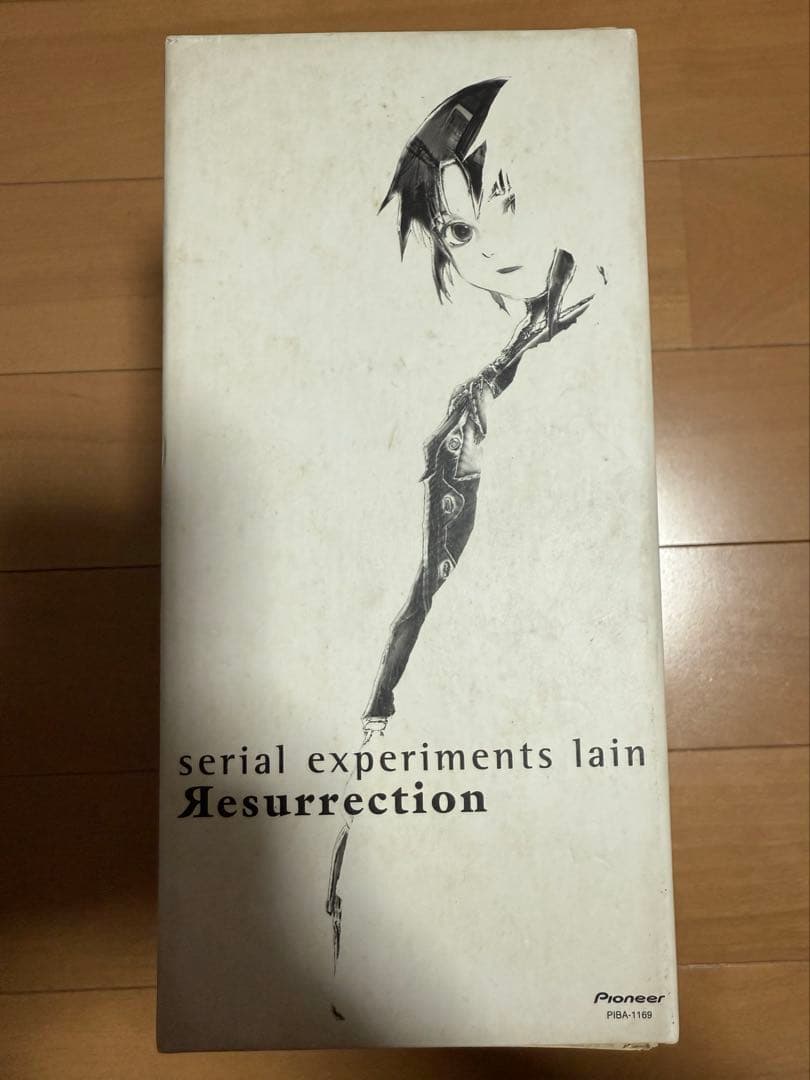 serial experiments lain
Яesurrection
Pioneer
PIBA-1169